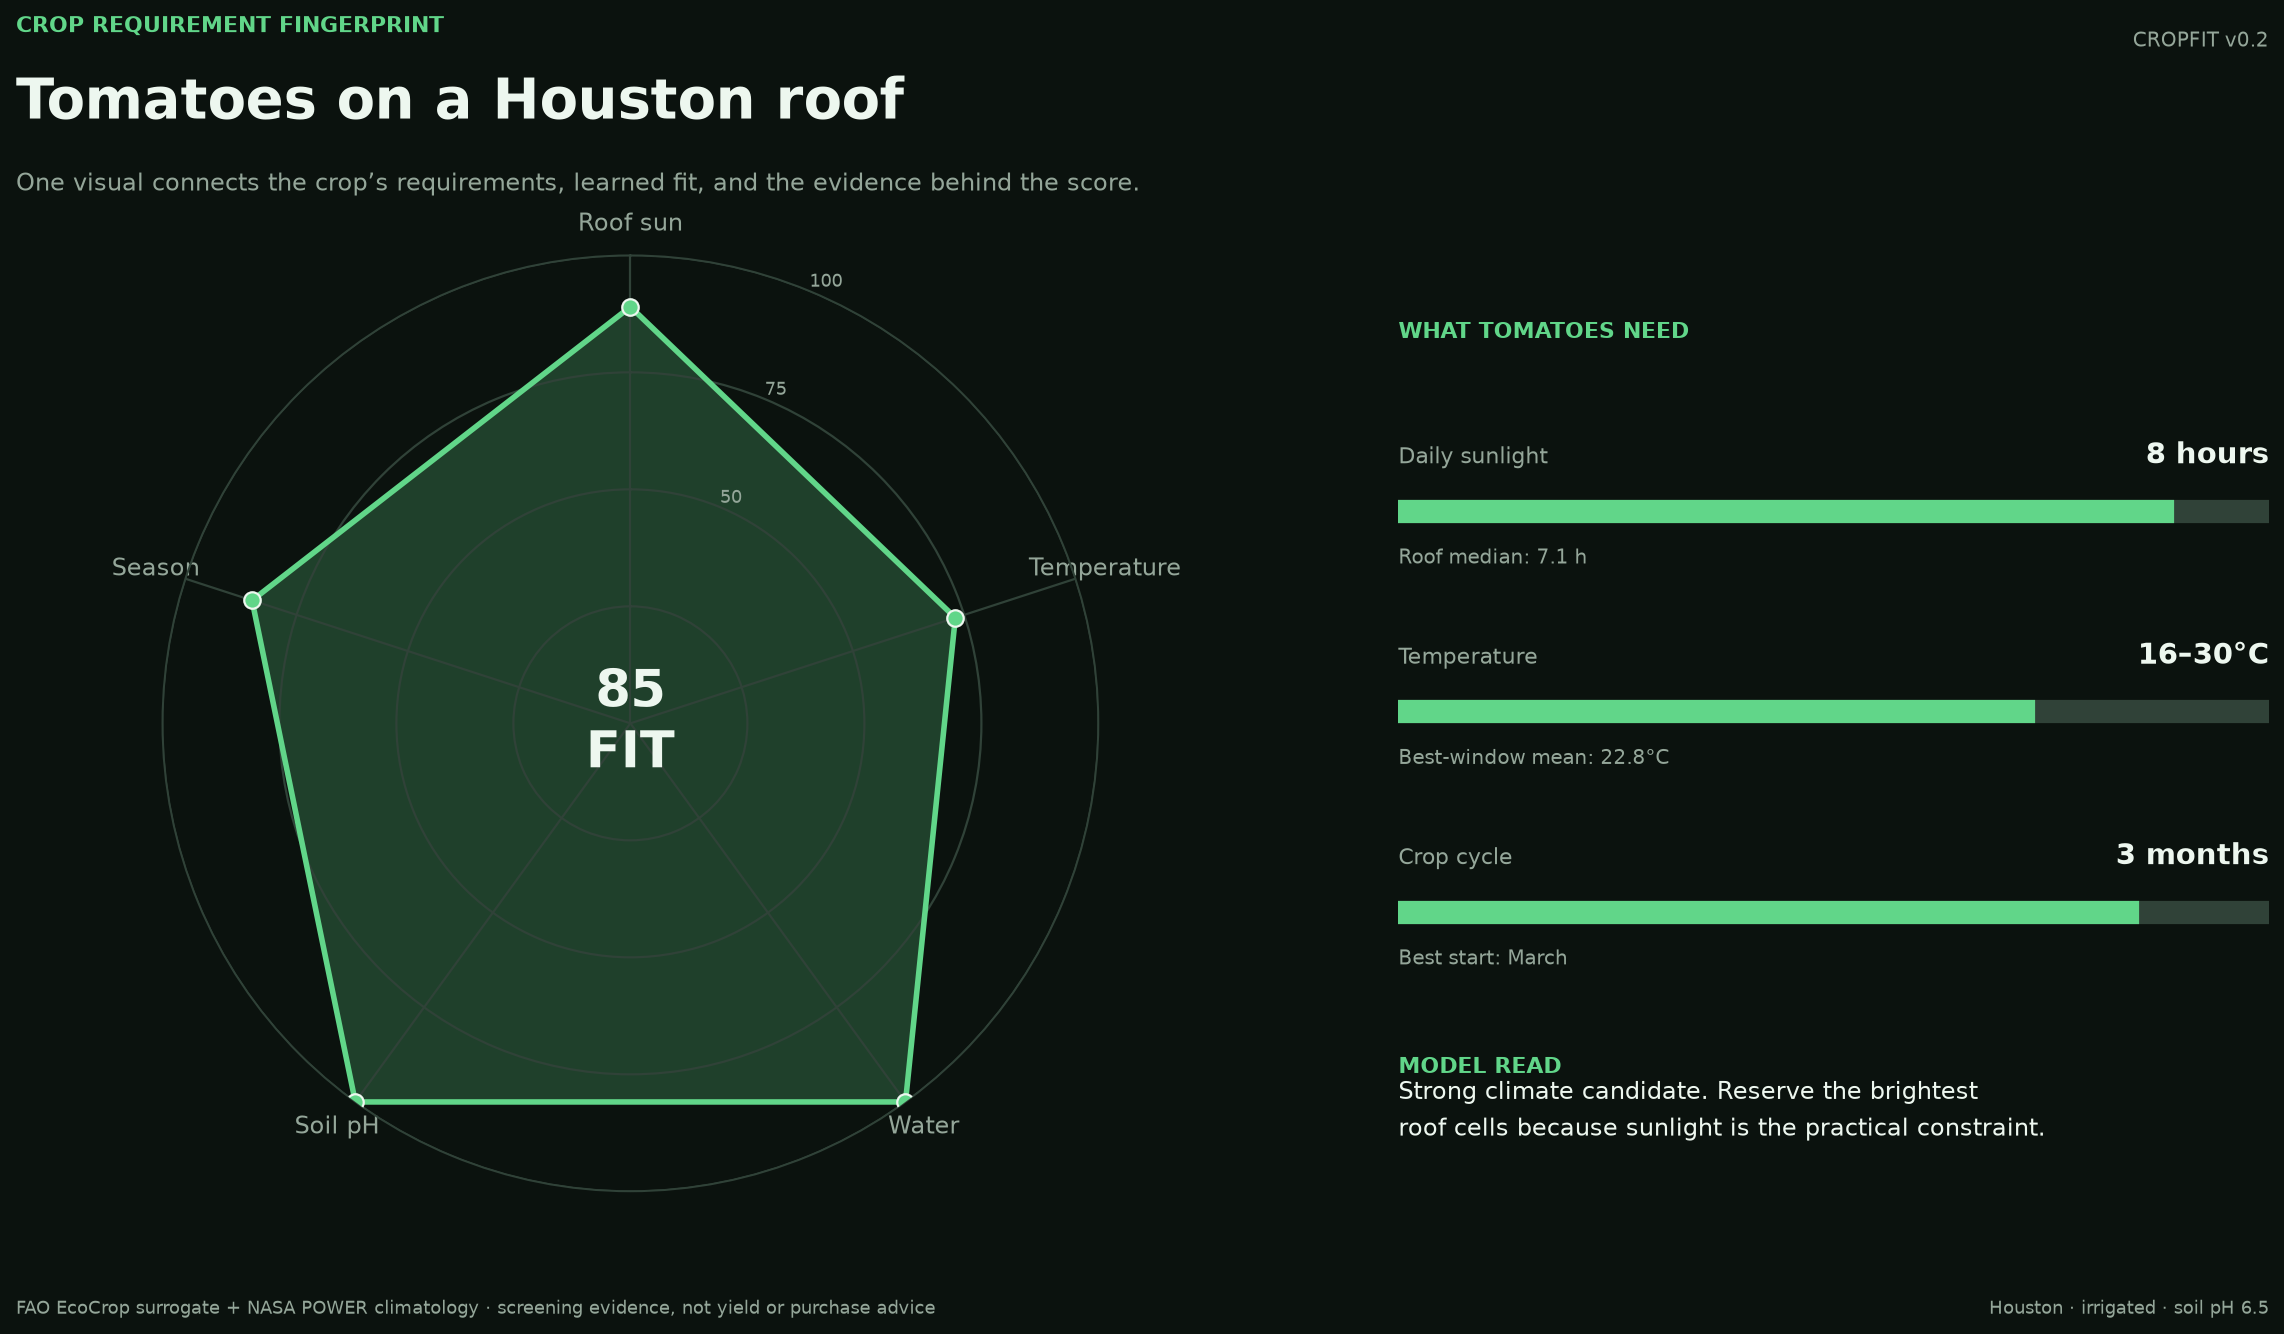 CROP REQUIREMENT FINGERPRINT
CROPFIT v0.2
Tomatoes on a Houston roof
One visual connects the crop’s requirements, learned fit, and the evidence behind the score.
Roof sun
100
75
50
Season
Temperature
85
FIT
Soil pH
Water
WHAT TOMATOES NEED
Daily sunlight
8 hours
Roof median: 7.1 h
Temperature
16–30°C
Best-window mean: 22.8°C
Crop cycle
3 months
Best start: March
MODEL READ
Strong climate candidate. Reserve the brightest
roof cells because sunlight is the practical constraint.
FAO EcoCrop surrogate + NASA POWER climatology · screening evidence, not yield or purchase advice
Houston · irrigated · soil pH 6.5